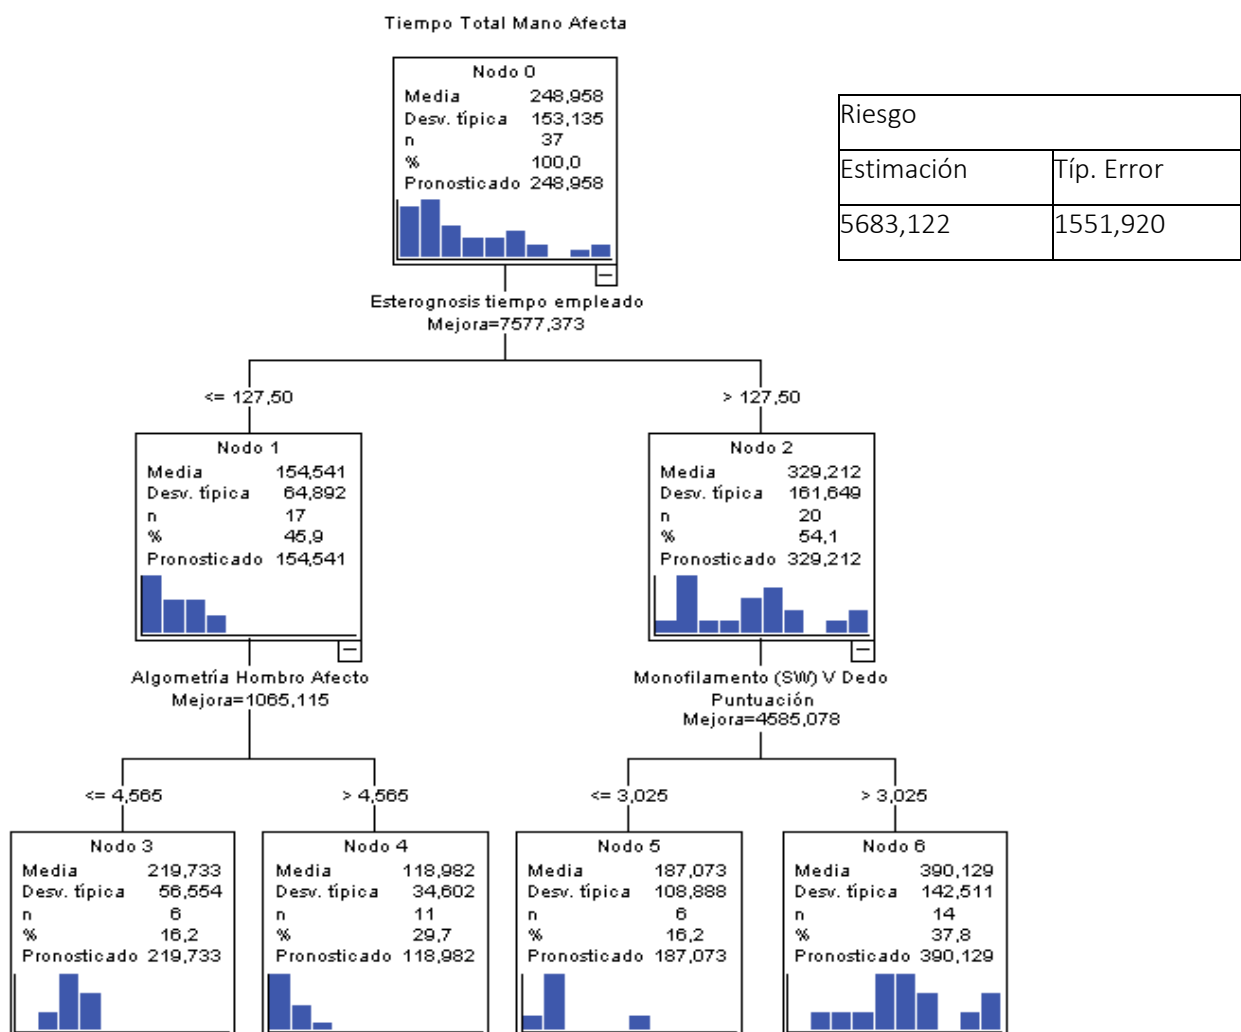 Tiempo Total Mano Afecta
Nodo 0
Media 248,958
Desv. típica 153,135
n 37
% 100,0
Pronosticado 248,958
Riesgo
Estimación Típ. Error
5683,122 1551,920
Esterognosis tiempo empleado
Mejora=7577,373
<= 127,50
> 127,50
Nodo 1
Media 154,541
Desv. típica 64,892
n 17
% 45,9
Pronosticado 154,541
Nodo 2
Media 329,212
Desv. típica 161,649
n 20
% 54,1
Pronosticado 329,212
Algometría Hombro Afecto
Mejora=1065,115
Monofilamento (SW) V Dedo
Puntuación
Mejora=4585,078
<= 4,565
> 4,565
<= 3,025
> 3,025
Nodo 3
Media 219,733
Desv. típica 56,554
n 6
% 16,2
Pronosticado 219,733
Nodo 4
Media 118,982
Desv. típica 34,602
n 11
% 29,7
Pronosticado 118,982
Nodo 5
Media 187,073
Desv. típica 108,888
n 6
% 16,2
Pronosticado 187,073
Nodo 6
Media 390,129
Desv. típica 142,511
n 14
% 37,8
Pronosticado 390,129